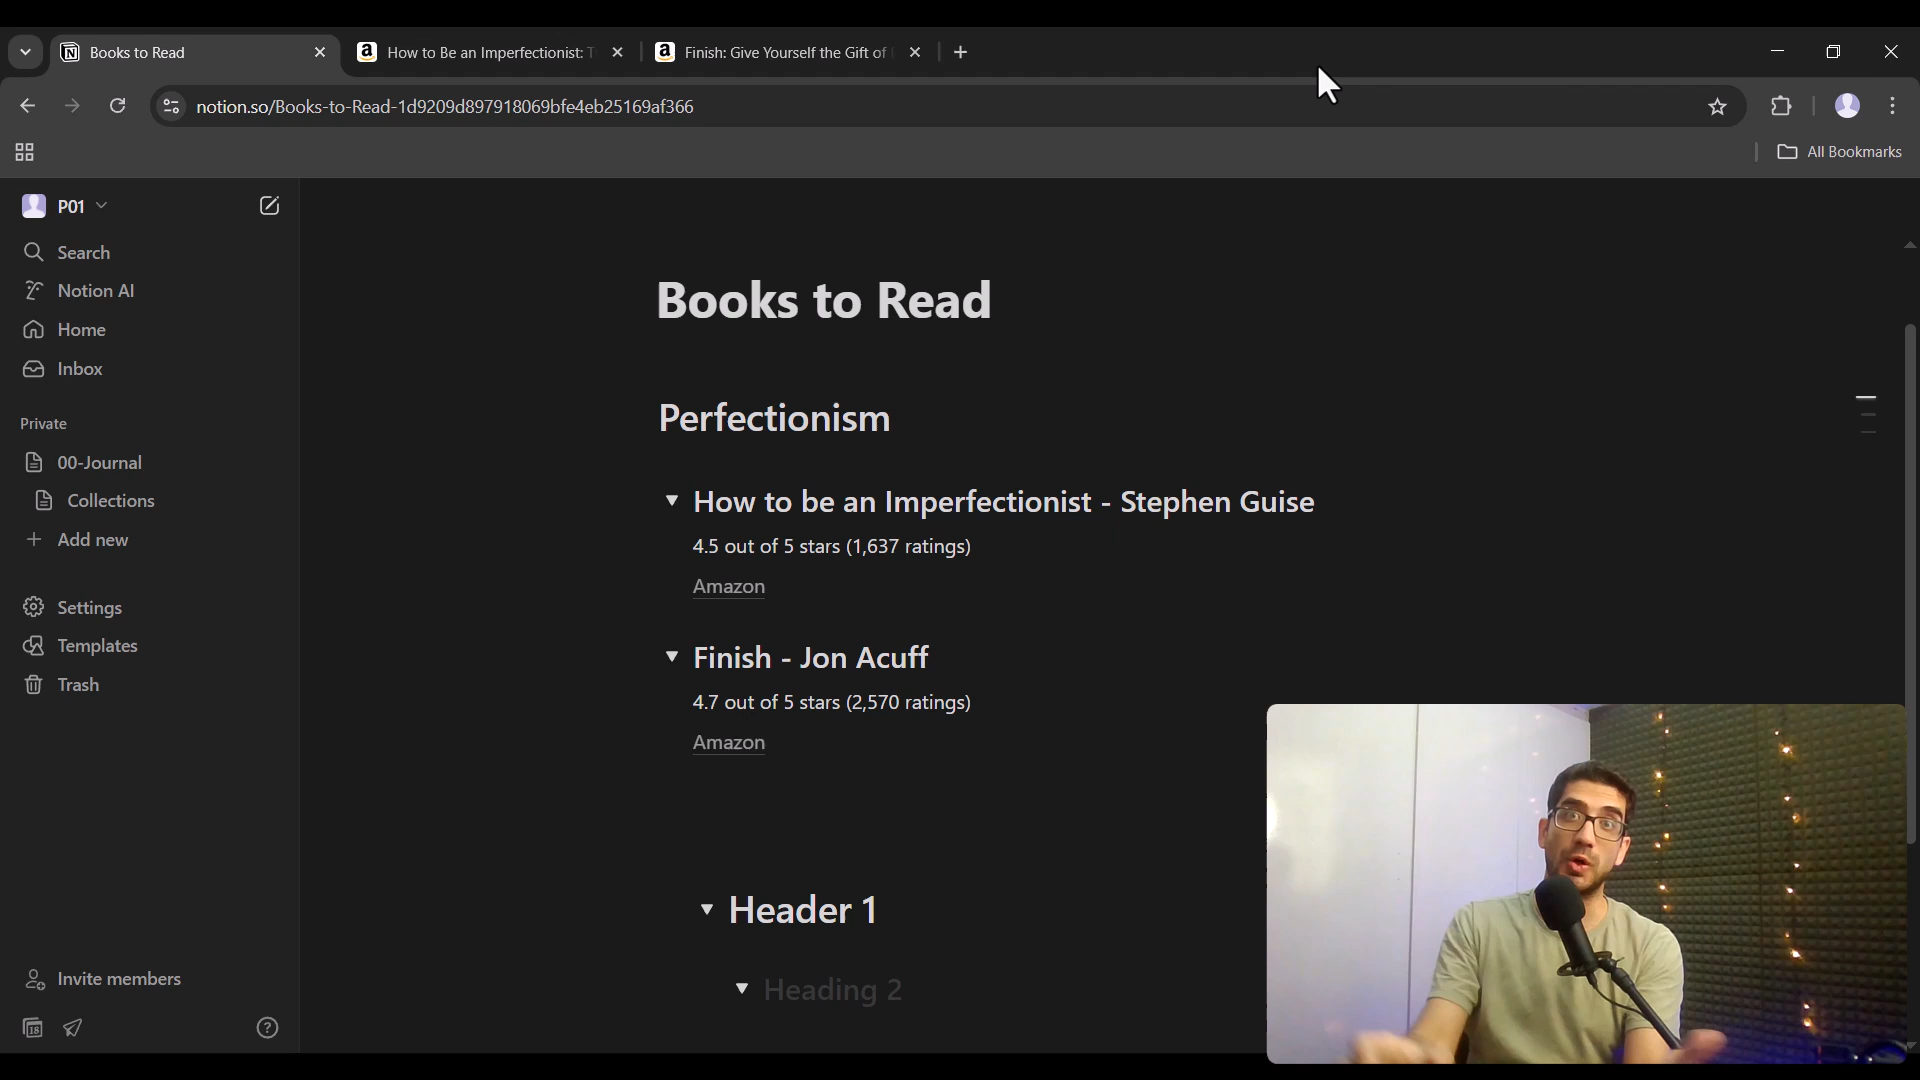 Books to Read
How to Be an Imperfectionist: T
Finish: Give Yourself the Gift of
notion.so/Books-to-Read-1d9209d897918069bfe4eb25169af366
All Bookmarks
P01
Search
Notion AI
Home
Inbox
Private
00-Journal
Collections
Add new
Settings
Templates
Trash
Invite members
18
Books to Read
Perfectionism
How to be an Imperfectionist - Stephen Guise
4.5 out of 5 stars (1,637 ratings)
Amazon
Finish - Jon Acuff
4.7 out of 5 stars (2,570 ratings)
Amazon
Header 1
Heading 2